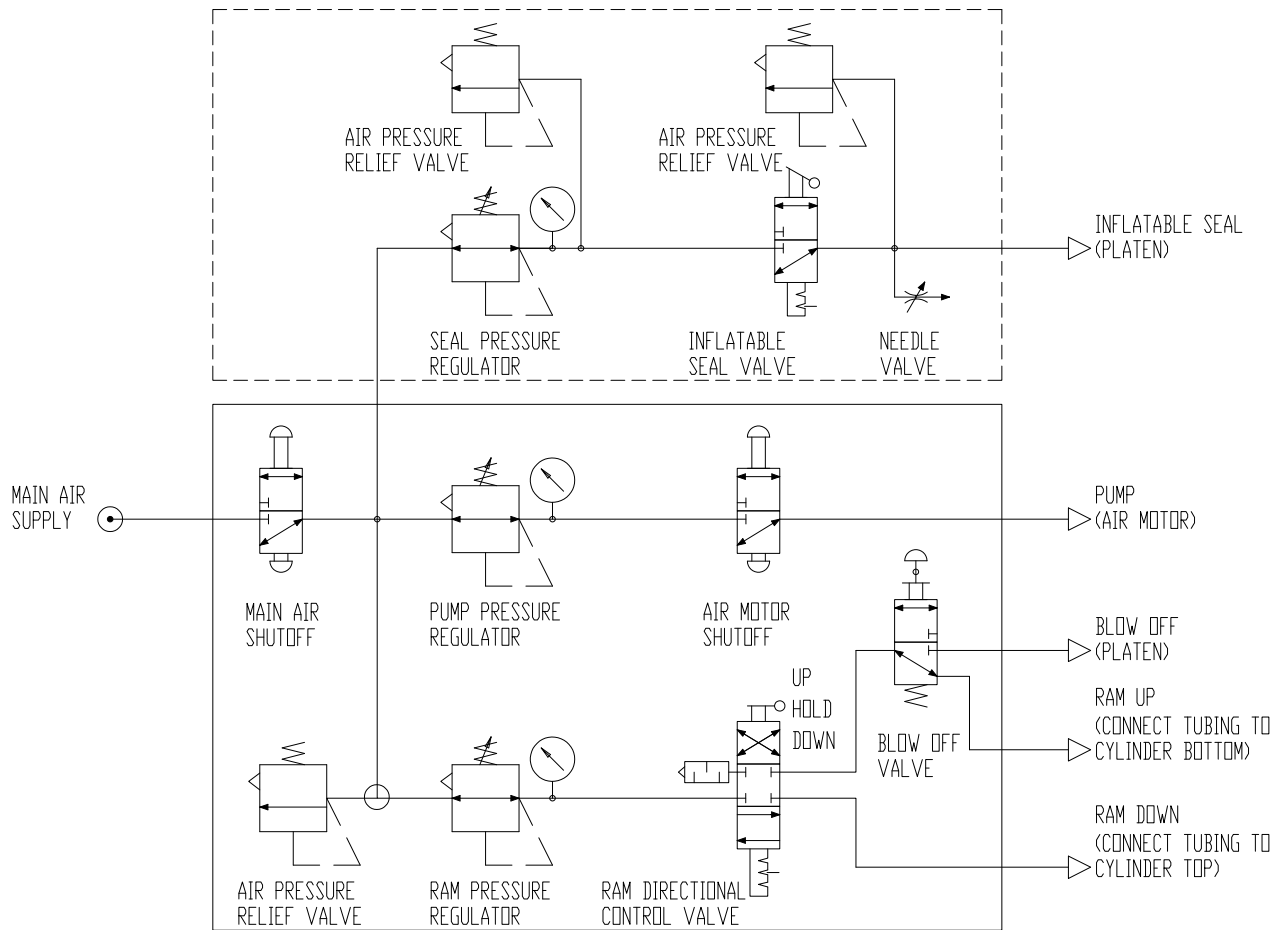 AIR PRESSURE
RELIEF VALVE
AIR PRESSURE
RELIEF VALVE
INFLATABLE SEAL
(PLATEN)
SEAL PRESSURE
REGULATOR
INFLATABLE
SEAL VALVE
NEEDLE
VALVE
MAIN AIR
SUPPLY
PUMP
(AIR MOTOR)
MAIN AIR
SHUTOFF
PUMP PRESSURE
REGULATOR
AIR MOTOR
SHUTOFF
BLOW OFF
(PLATEN)
UP
HOLD
DOWN
BLOW OFF
VALVE
RAM UP
(CONNECT TUBING TO
CYLINDER BOTTOM)
RAM DOWN
(CONNECT TUBING TO
CYLINDER TOP)
AIR PRESSURE
RELIEF VALVE
RAM PRESSURE
REGULATOR
RAM DIRECTIONAL
CONTROL VALVE